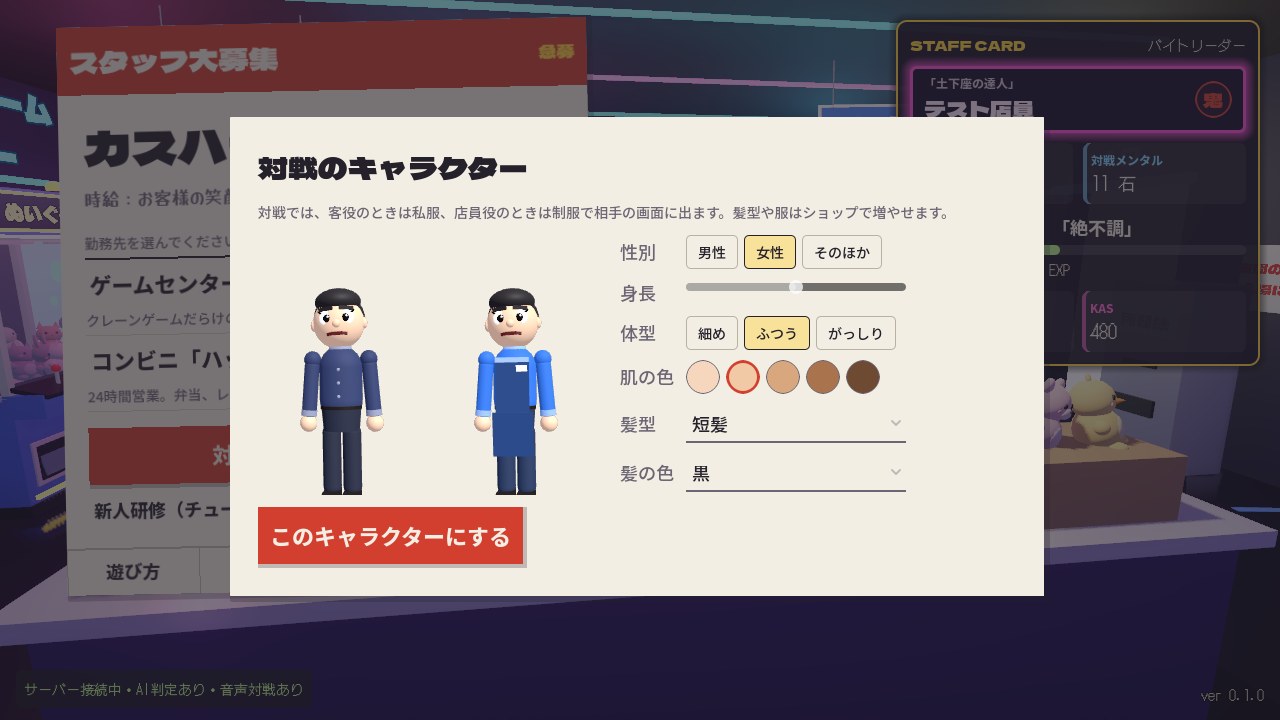 スタッフ大募集
急募
カスハ
時給：お客様の笑
勤務先を選んでくださ
ゲームセンター
クレーンゲームだらけ
コンビニ「ハッ
24時間営業。弁当、レ
対
新人研修（チュー
遊び方
ーム
ぬいぐ
対戦のキャラクター
対戦では、客役のときは私服、店員役のときは制服で相手の画面に出ます。髪型や服はショップで増やせます。
性別 男性 女性 そのほか
身長
体型 細め ふつう がっしり
肌の色
髪型 短髪
髪の色 黒
このキャラクターにする
STAFF CARD バイトリーダー
「土下座の達人」
テスト店員
対戦メンタル
11 石
「絶不調」
EXP
KAS
480
サーバー接続中・AI判定あり・音声対戦あり
ver 0.1.0